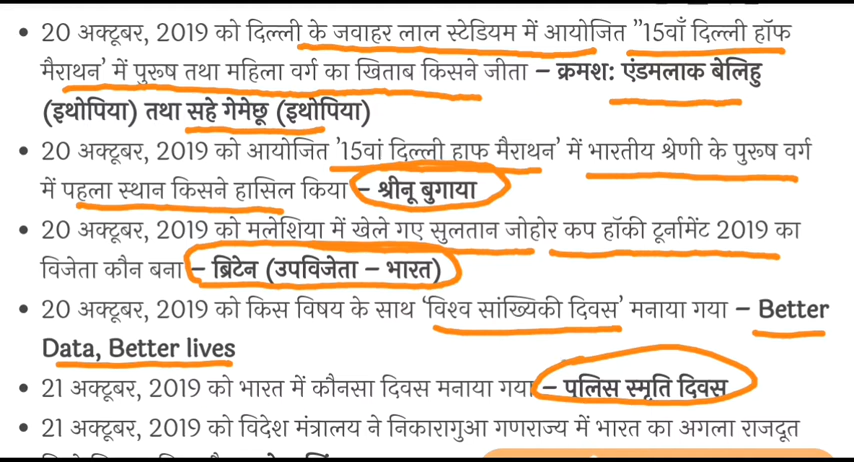 • 20 अक्टूबर, 2019 को दिल्ली के जवाहर लाल स्टेडियम में आयोजित ''15वाँ दिल्ली हॉफ
मैराथन' में पुरूष तथा महिला वर्ग का खिताब किसने जीता – क्रमश: एंडमलाक बेलिहु
(इथोपिया) तथा सहे गेमेछू (इथोपिया)
• 20 अक्टूबर, 2019 को आयोजित '15वां दिल्ली हाफ मैराथन' में भारतीय श्रेणी के पुरूष वर्ग
में पहला स्थान किसने हासिल किया – श्रीनू बुगाया
• 20 अक्टूबर, 2019 को मलेशिया में खेले गए सुलतान जोहोर कप हॉकी टूर्नामेंट 2019 का
विजेता कौन बना – ब्रिटेन (उपविजेता – भारत)
• 20 अक्टूबर, 2019 को किस विषय के साथ 'विश्व सांख्यिकी दिवस' मनाया गया – Better
Data, Better lives
• 21 अक्टूबर, 2019 को भारत में कौनसा दिवस मनाया गया – पुलिस स्मृति दिवस
• 21 अक्टूबर, 2019 को विदेश मंत्रालय ने निकारागुआ गणराज्य में भारत का अगला राजदूत